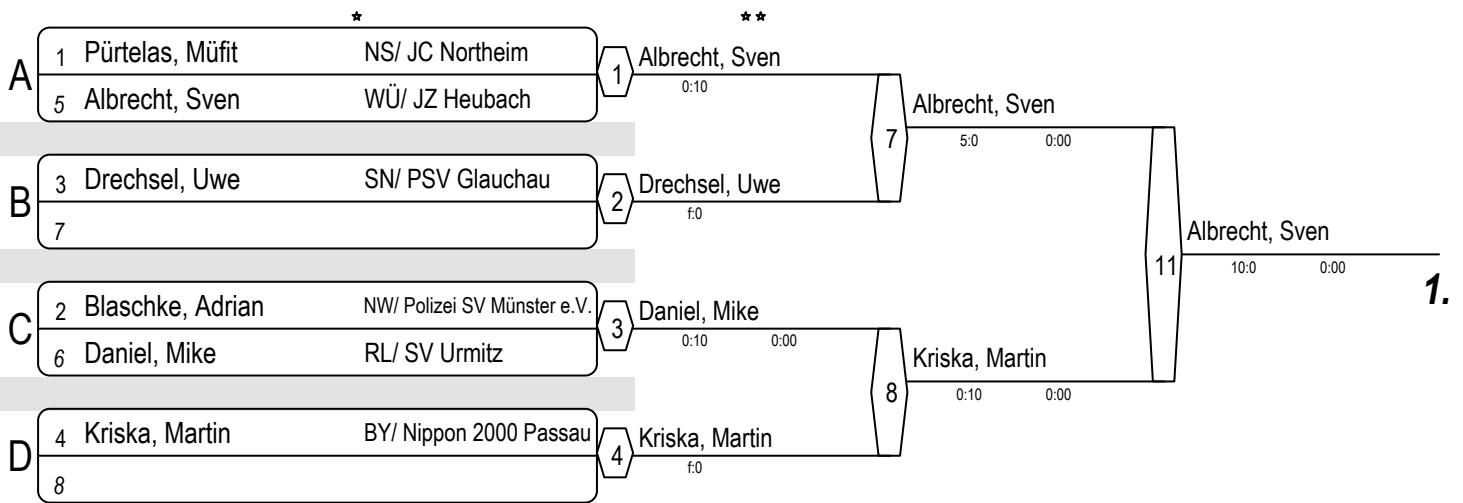 * **
A
1 Pürtelas, Müfit NS/ JC Northeim
5 Albrecht, Sven WÜ/ JZ Heubach
1
Albrecht, Sven
0:10
B
3 Drechsel, Uwe SN/ PSV Glauchau
7
2
Drechsel, Uwe
f:0
7
Albrecht, Sven
5:0 0:00
C
2 Blaschke, Adrian NW/ Polizei SV Münster e.V.
6 Daniel, Mike RL/ SV Urmitz
3
Daniel, Mike
0:10 0:00
D
4 Kriska, Martin BY/ Nippon 2000 Passau
8
4
Kriska, Martin
f:0
8
Kriska, Martin
0:10 0:00
11
Albrecht, Sven
10:0 0:00
1.